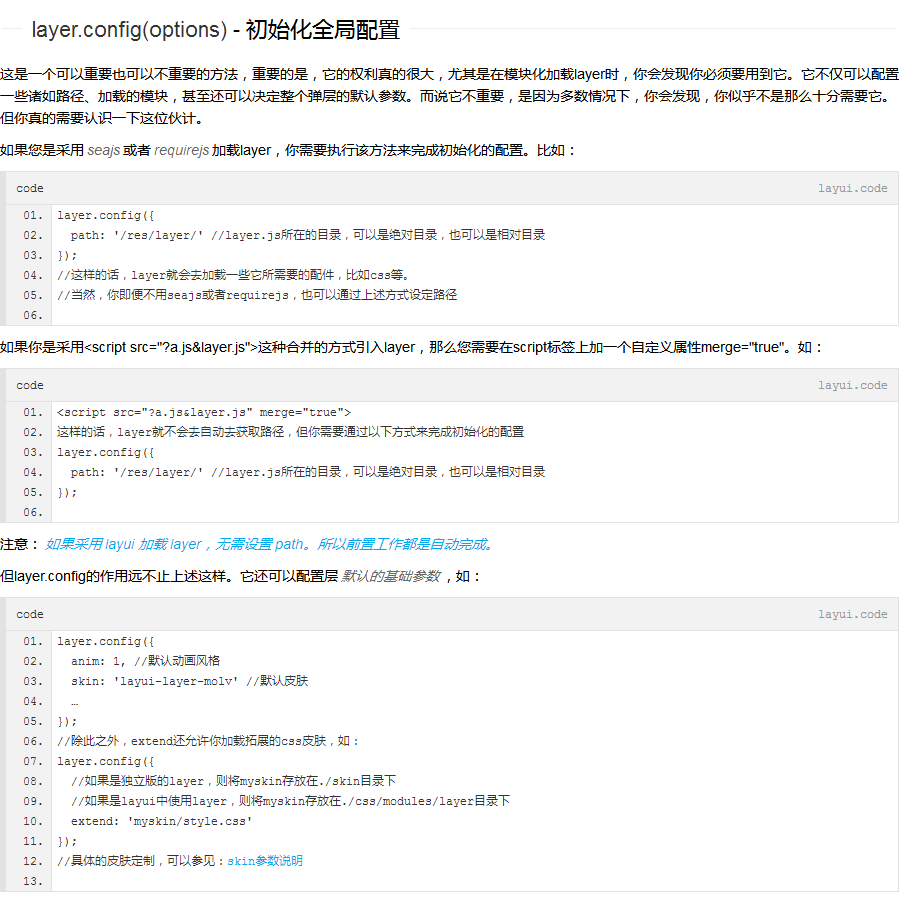 layer.config(options) - 初始化全局配置
这是一个可以重要也可以不重要的方法，重要的是，它的权利真的很大，尤其是在模块化加载layer时，你会发现你必须要用到它。它不仅可以配置
一些诸如路径、加载的模块，甚至还可以决定整个弹层的默认参数。而说它不重要，是因为多数情况下，你会发现，你似乎不是那么十分需要它。
但你真的需要认识一下这位伙计。
如果您是采用 seajs 或者 requirejs 加载layer，你需要执行该方法来完成初始化的配置。比如：
code layui.code
01. layer.config({
02. path: '/res/layer/' //layer.js所在的目录，可以是绝对目录，也可以是相对目录
03. });
04. //这样的话，layer就会去加载一些它所需要的配件，比如css等。
05. //当然，你即便不用seajs或者requirejs，也可以通过上述方式设定路径
06.
如果你是采用<script src="?a.js&layer.js">这种合并的方式引入layer，那么您需要在script标签上加一个自定义属性merge="true"。如：
code layui.code
01. <script src="?a.js&layer.js" merge="true">
02. 这样的话，layer就不会去自动去获取路径，但你需要通过以下方式来完成初始化的配置
03. layer.config({
04. path: '/res/layer/' //layer.js所在的目录，可以是绝对目录，也可以是相对目录
05. });
06.
注意： 如果采用 layui 加载 layer，无需设置 path。所以前置工作都是自动完成。
但layer.config的作用远不止上述这样。它还可以配置层 默认的基础参数 ，如：
code layui.code
01. layer.config({
02. anim: 1, //默认动画风格
03. skin: 'layui-layer-molv' //默认皮肤
04. …
05. });
06. //除此之外，extend还允许你加载拓展的css皮肤，如：
07. layer.config({
08. //如果是独立版的layer，则将myskin存放在./skin目录下
09. //如果是layui中使用layer，则将myskin存放在./css/modules/layer目录下
10. extend: 'myskin/style.css'
11. });
12. //具体的皮肤定制，可以参见：skin参数说明
13.